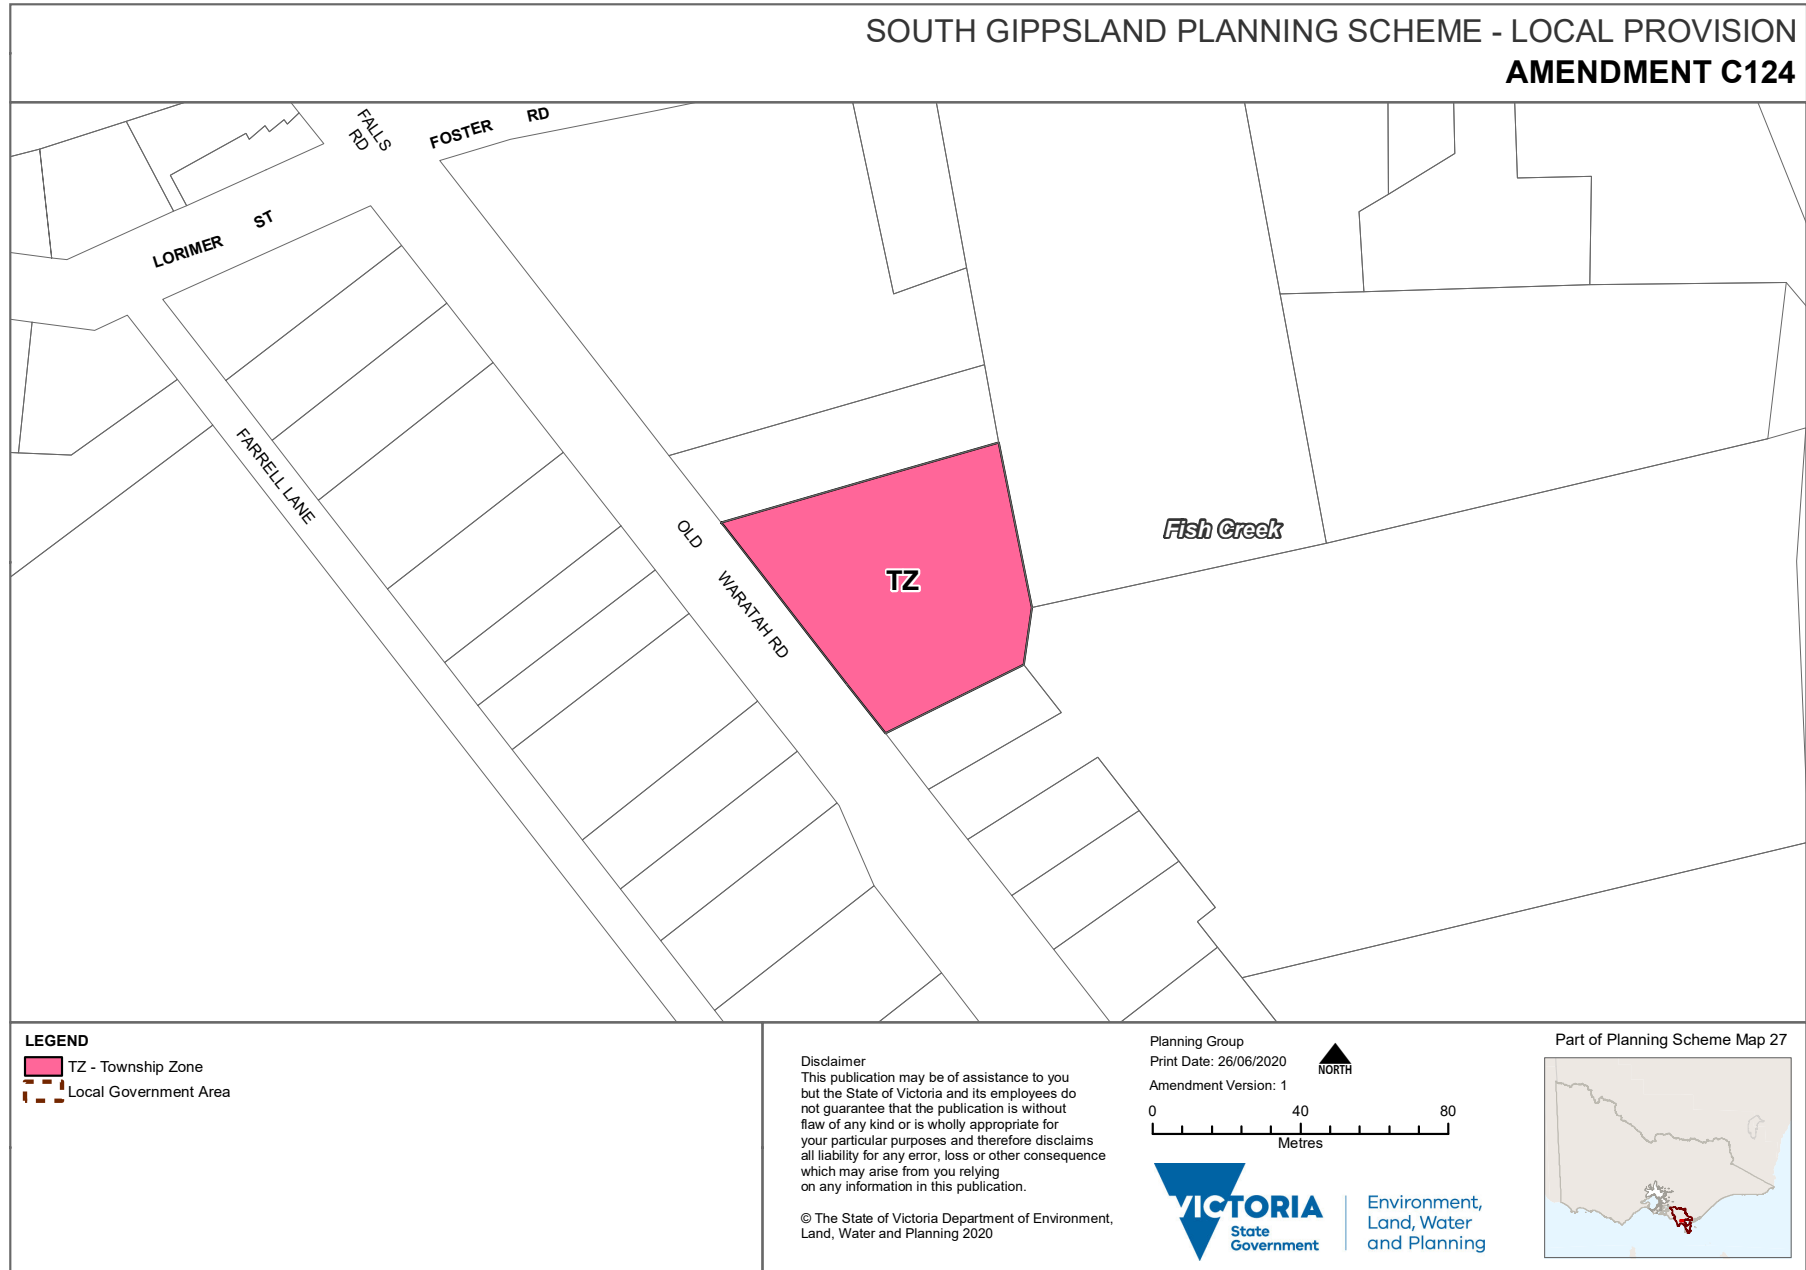 SOUTH GIPPSLAND PLANNING SCHEME - LOCAL PROVISION
AMENDMENT C124
FALLS
RD
FOSTER RD
LORIMER ST
FARRELL LANE
OLD
WARATAH RD
TZ
Fish Creek
LEGEND
TZ - Township Zone
Local Government Area
Disclaimer
This publication may be of assistance to you
but the State of Victoria and its employees do
not guarantee that the publication is without
flaw of any kind or is wholly appropriate for
your particular purposes and therefore disclaims
all liability for any error, loss or other consequence
which may arise from you relying
on any information in this publication.
© The State of Victoria Department of Environment,
Land, Water and Planning 2020
Planning Group
Print Date: 26/06/2020
Amendment Version: 1
NORTH
0 40 80
Metres
VICTORIA
State
Government
Environment,
Land, Water
and Planning
Part of Planning Scheme Map 27